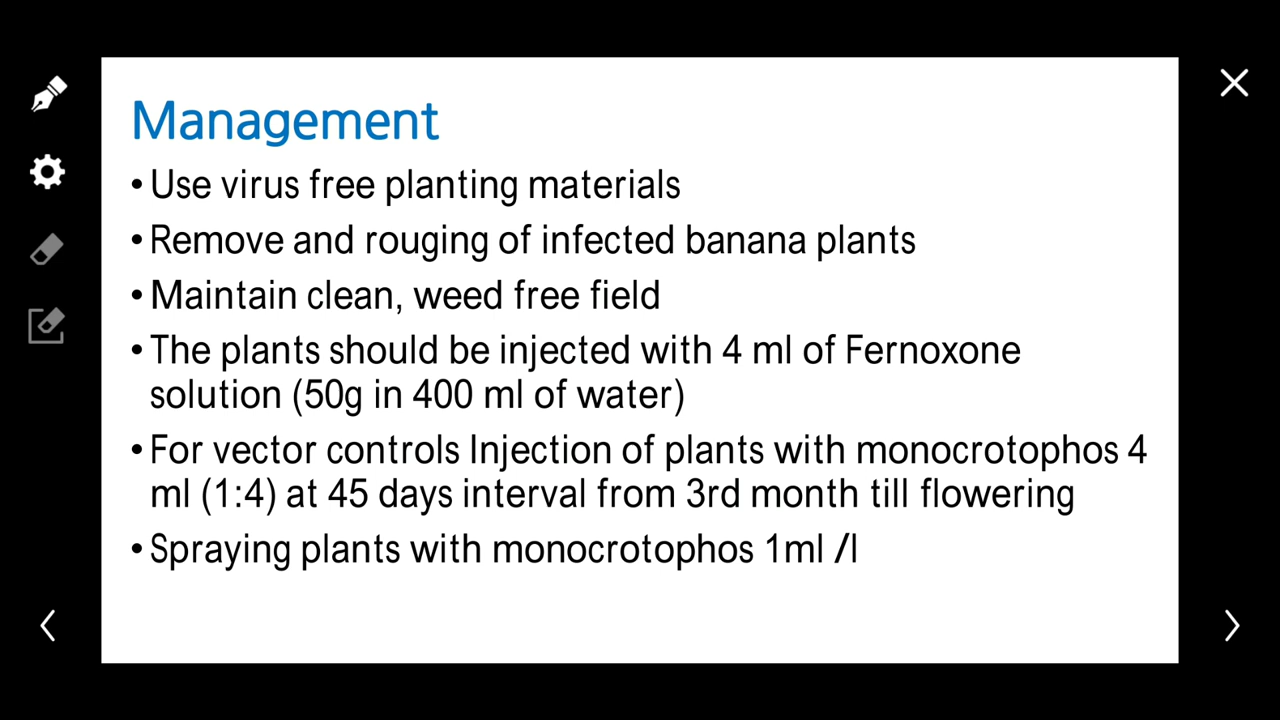 Management
• Use virus free planting materials
• Remove and rouging of infected banana plants
• Maintain clean, weed free field
• The plants should be injected with 4 ml of Fernoxone
solution (50g in 400 ml of water)
• For vector controls Injection of plants with monocrotophos 4
ml (1:4) at 45 days interval from 3rd month till flowering
• Spraying plants with monocrotophos 1ml /l